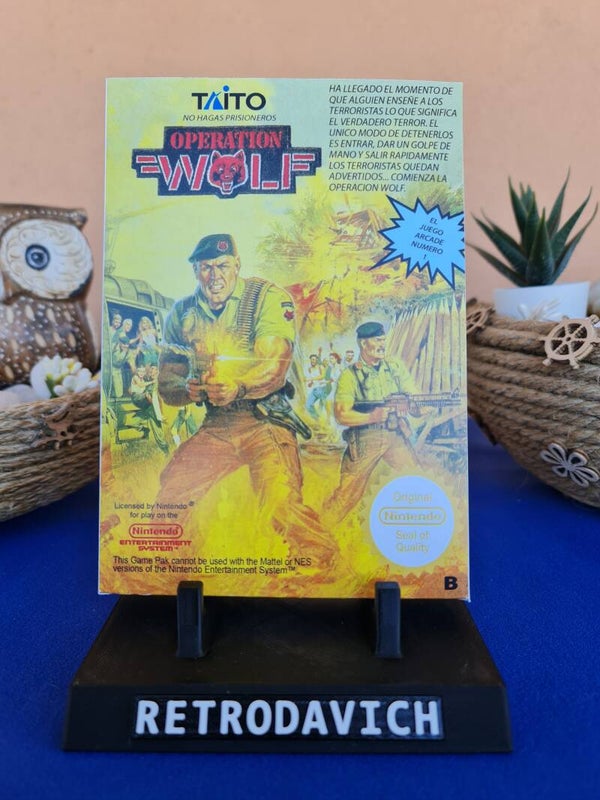 TAITO
NO HAGAS PRISIONEROS
OPERATION
WOLF
HA LLEGADO EL MOMENTO DE
QUE ALGUIEN ENSEÑE A LOS
TERRORISTAS LO QUE SIGNIFICA
EL VERDADERO TERROR. EL
UNICO MODO DE DETENERLOS
ES ENTRAR, DAR UN GOLPE DE
MANO Y SALIR RAPIDAMENTE
LOS TERRORISTAS QUEDAN
ADVERTIDOS... COMIENZA LA
OPERACION WOLF.
EL
JUEGO
ARCADE
NUMERO
1
Licensed by Nintendo®
for play on the
Nintendo
ENTERTAINMENT
SYSTEM™
This Game Pak cannot be used with the Mattel or NES
versions of the Nintendo Entertainment System™
Original
Nintendo
Seal of
Quality
B
RETRODAVICH